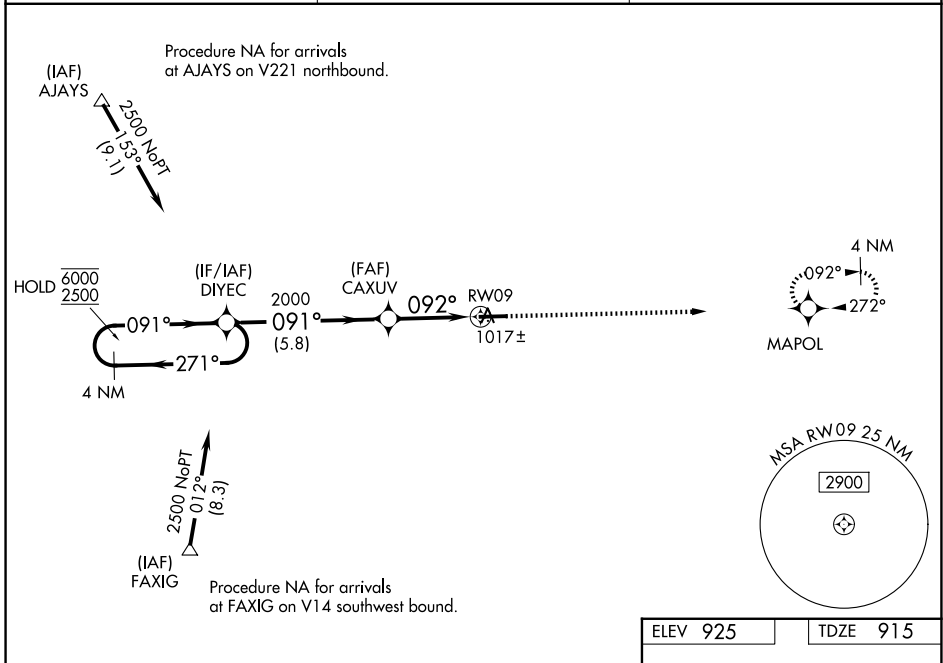 Procedure NA for arrivals
at AJAYS on V221 northbound.
(IAF)
AJAYS
2500 NoPT
153°
(9.1)
HOLD 6000
2500
(IF/IAF)
DIYEC
(FAF)
CAXUV
2000
091°
(5.8)
091°
271°
4 NM
092°
RW09
1017±
4 NM
092°
272°
MAPOL
2500 NoPT
012°
(8.3)
(IAF)
FAXIG
Procedure NA for arrivals
at FAXIG on V14 southwest bound.
MSA RW09 25 NM
2900
ELEV 925
TDZE 915